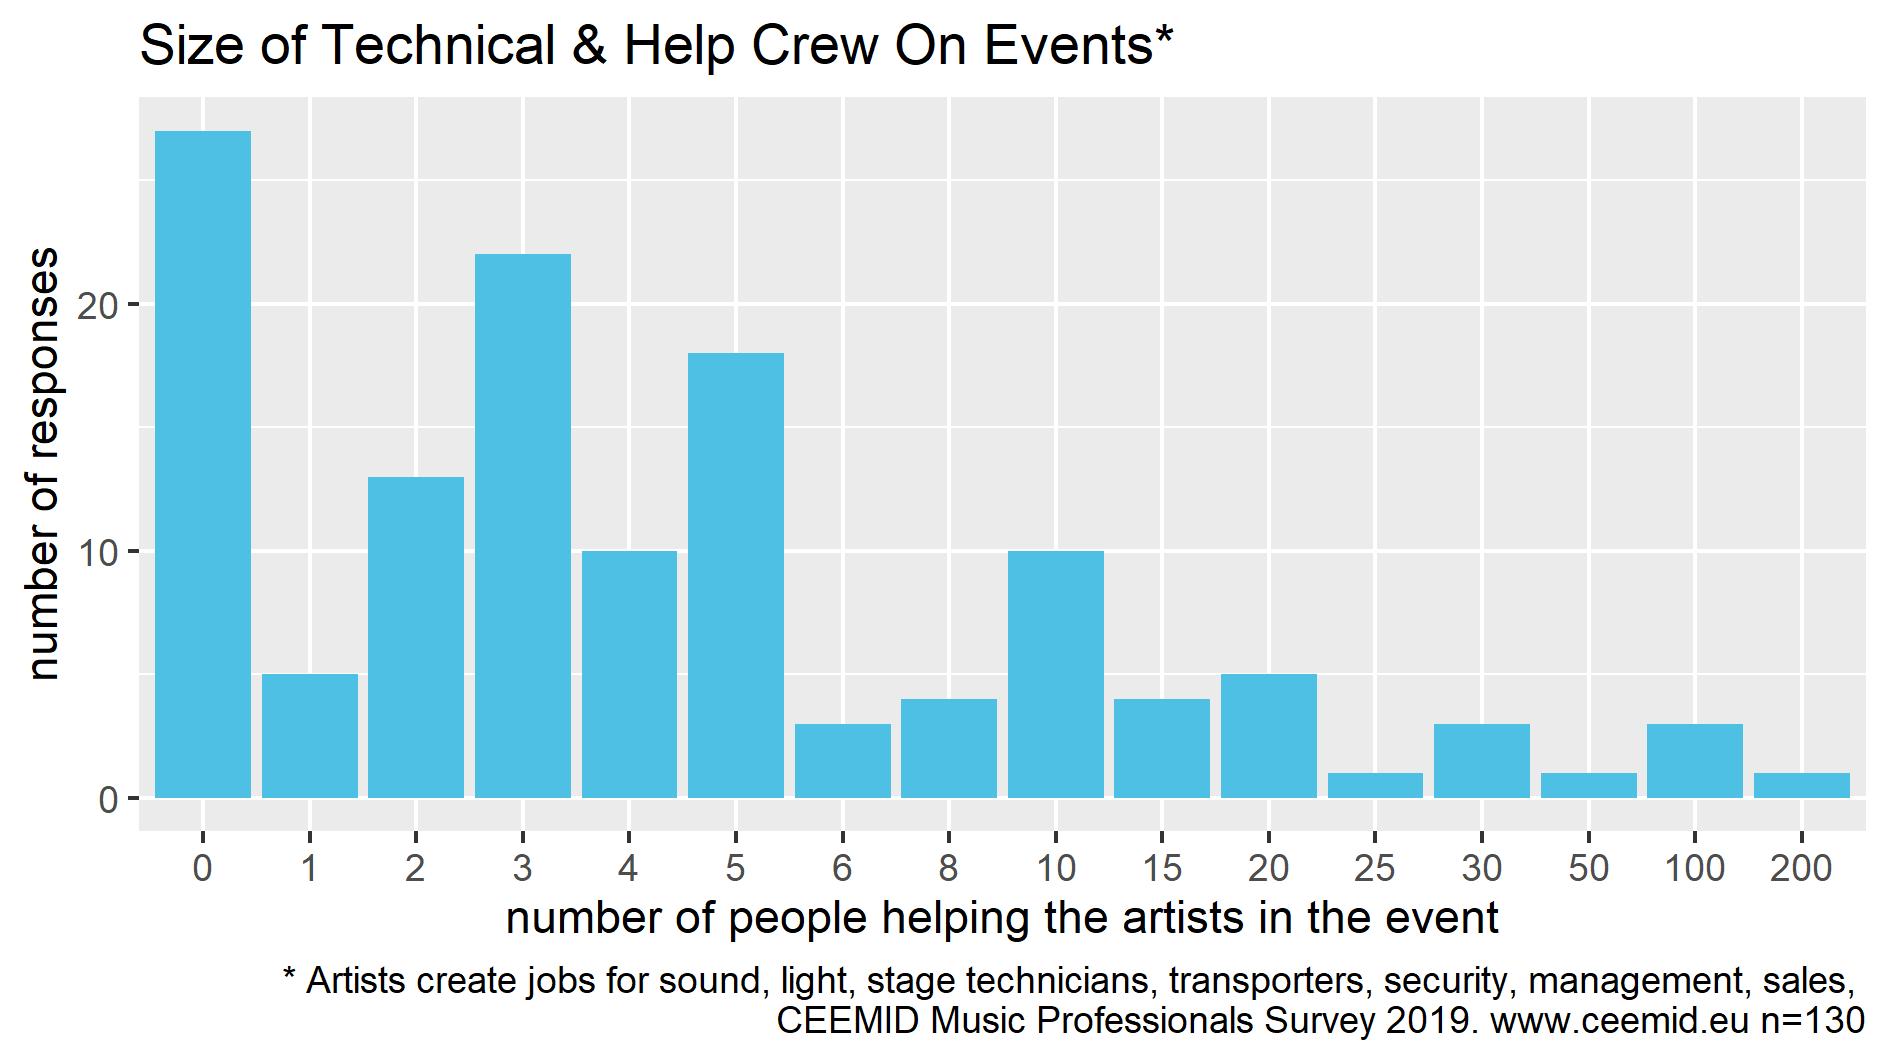 Size of Technical & Help Crew On Events*
number of responses
20
10
0
0 1 2 3 4 5 6 8 10 15 20 25 30 50 100 200
number of people helping the artists in the event
* Artists create jobs for sound, light, stage technicians, transporters, security, management, sales,
CEEMID Music Professionals Survey 2019. www.ceemid.eu n=130